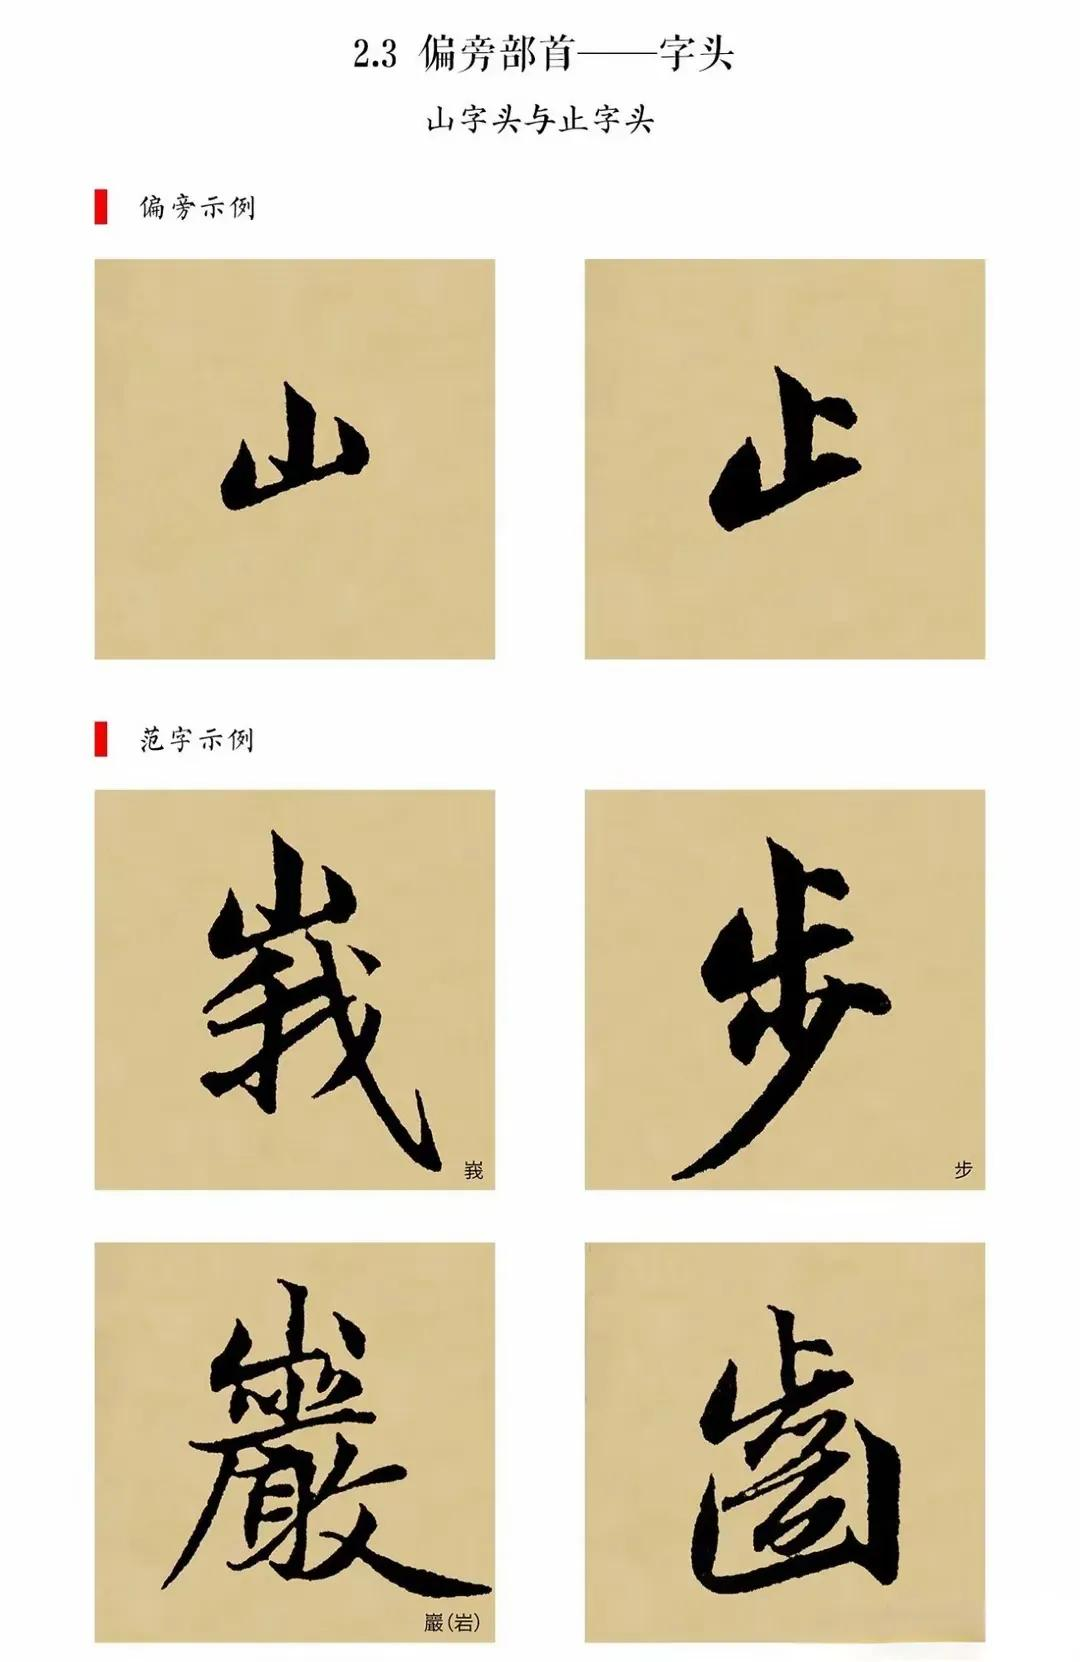 2.3 偏旁部首——字头
山字头与止字头
偏旁示例
山 止
范字示例
峩 步
峩 步
巖 齒
巖(岩)